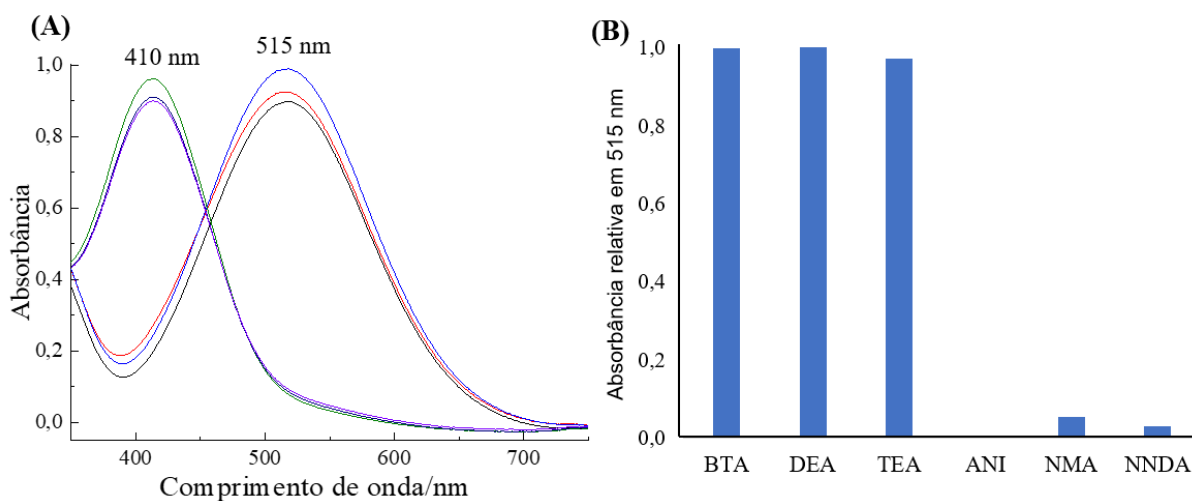 (A)
410 nm
515 nm
1,0
0,8
0,6
0,4
0,2
0,0
Absorbância
400
500
600
700
Comprimento de onda/nm
(B)
1,0
0,8
0,6
0,4
0,2
0,0
Absorbância relativa em 515 nm
BTA
DEA
TEA
ANI
NMA
NNDA